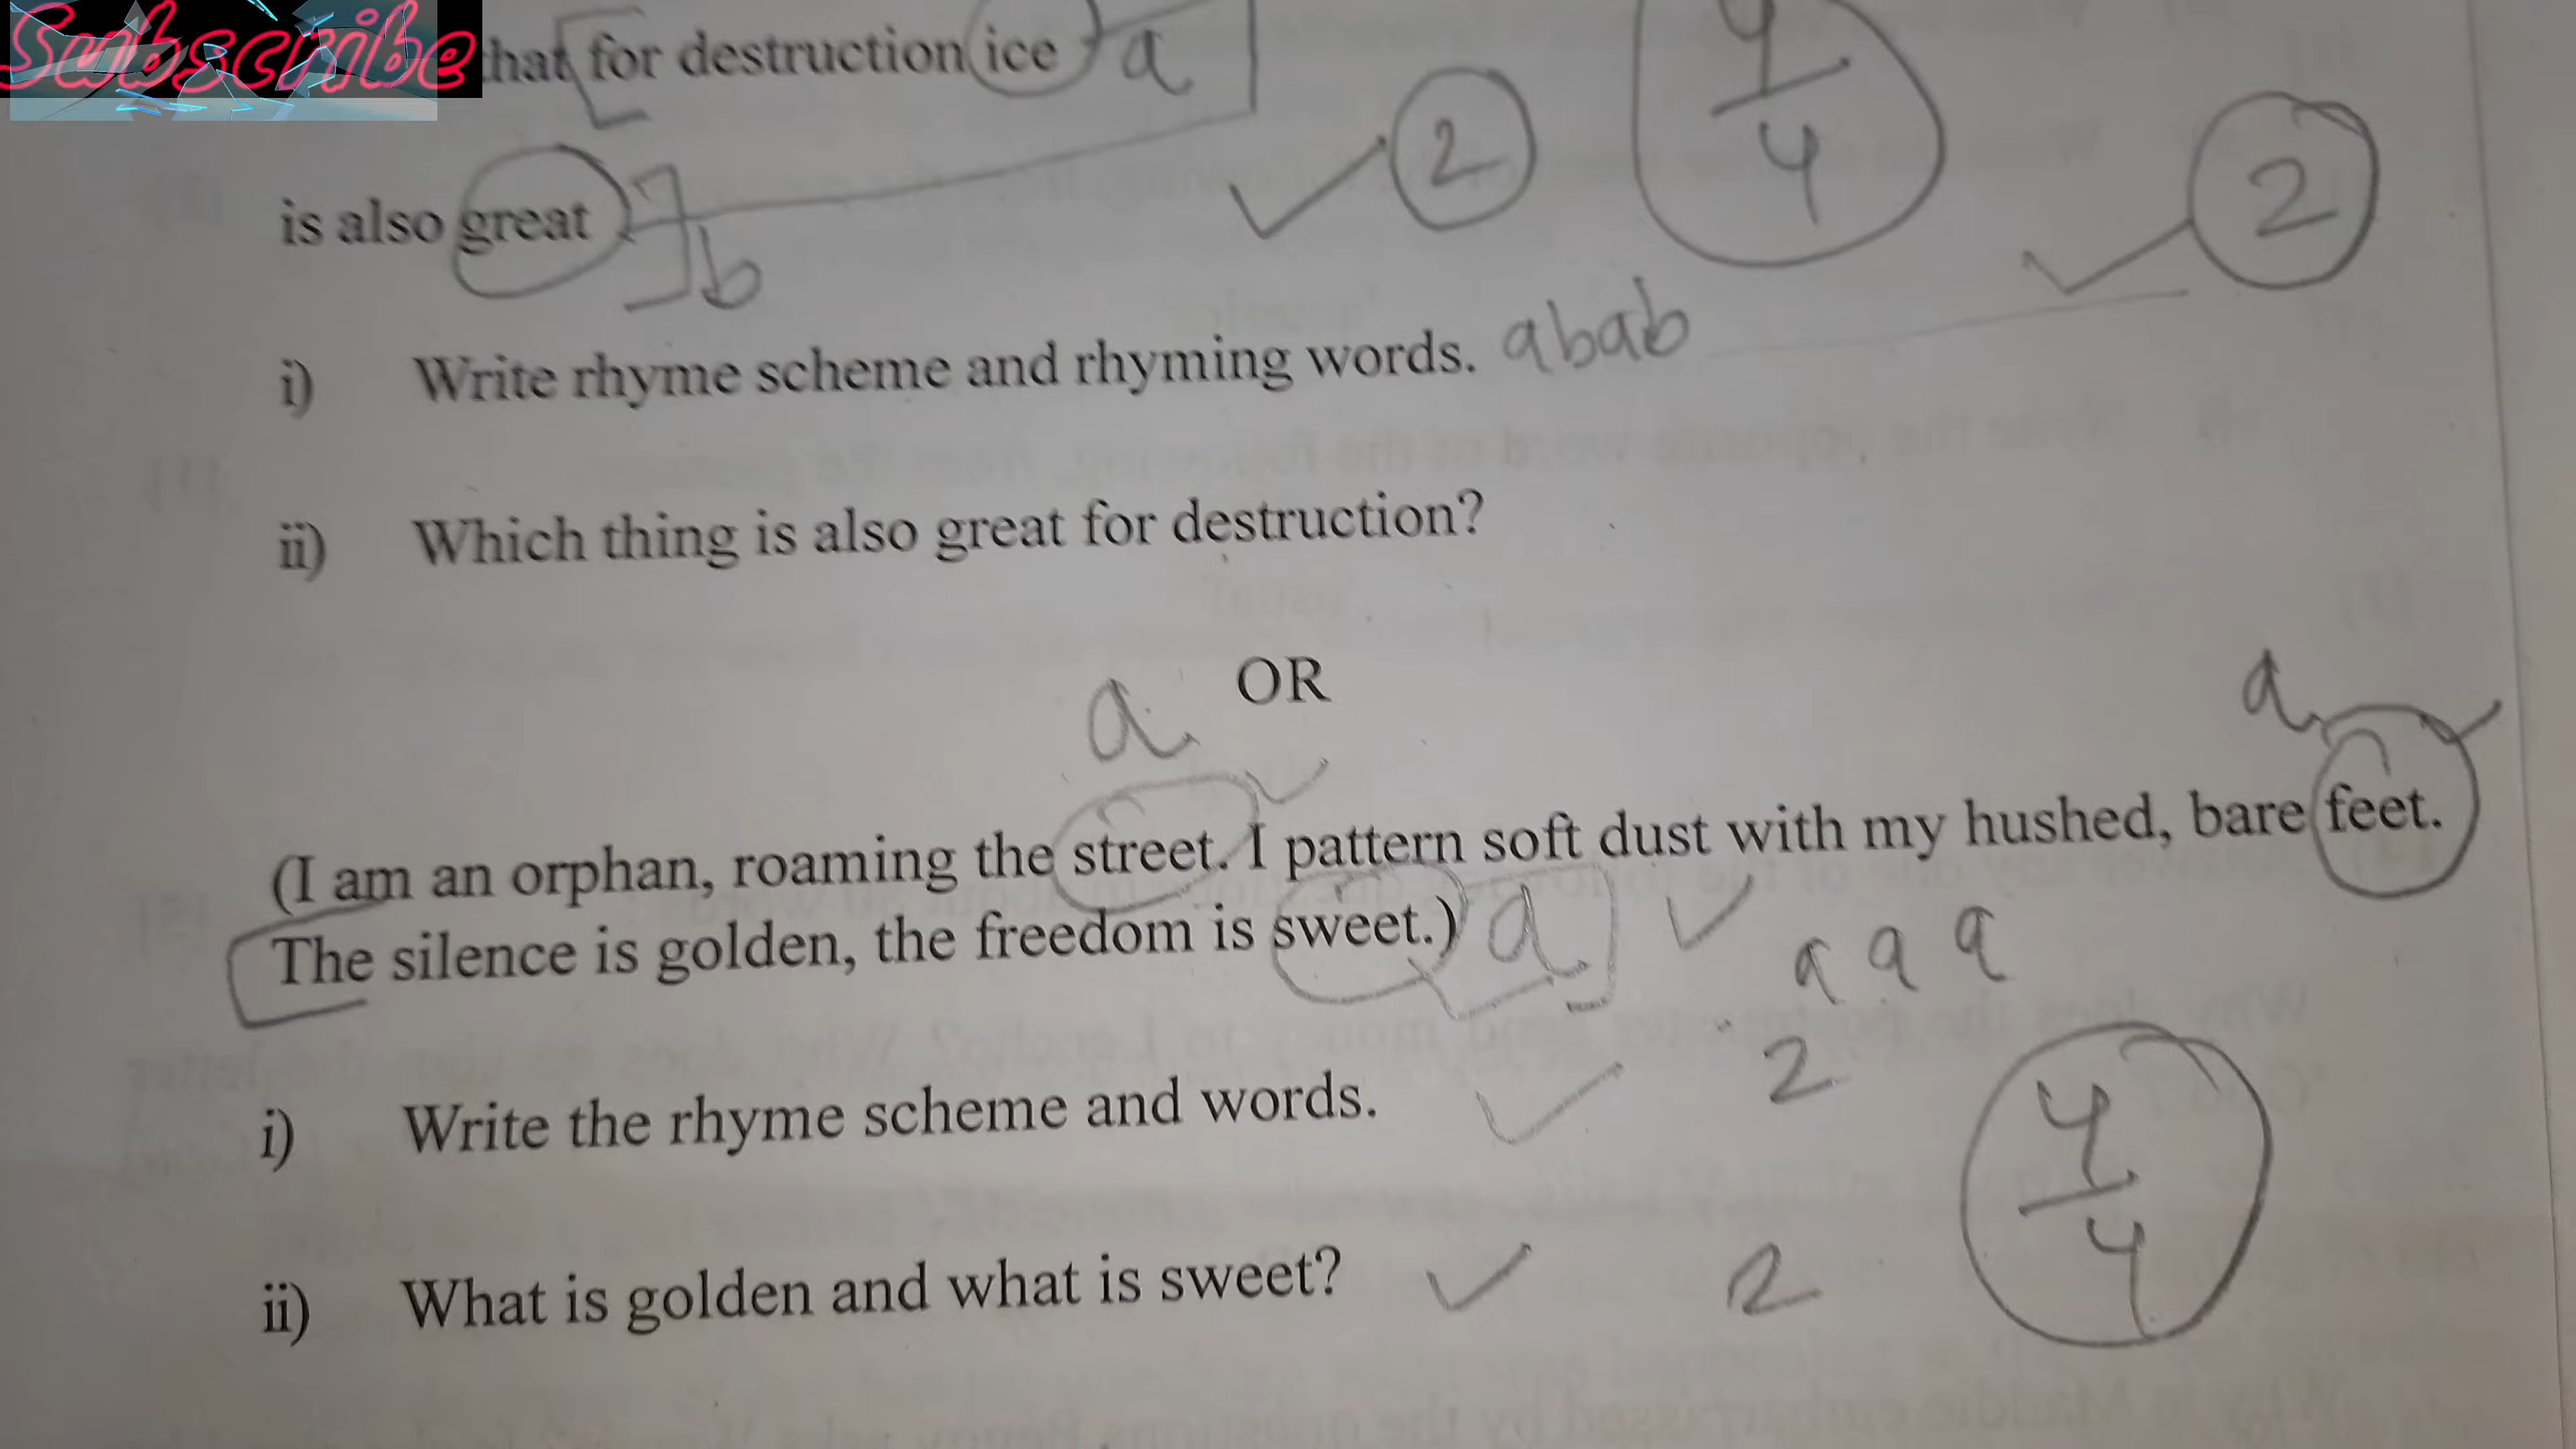 Subscribe
that for destruction ice a
4/4
2
2
is also great b
i) Write rhyme scheme and rhyming words. abab
ii) Which thing is also great for destruction?
OR
a
a
(I am an orphan, roaming the street. I pattern soft dust with my hushed, bare feet.
The silence is golden, the freedom is sweet.) a
a a a
i) Write the rhyme scheme and words. 2
4/4
ii) What is golden and what is sweet? 2